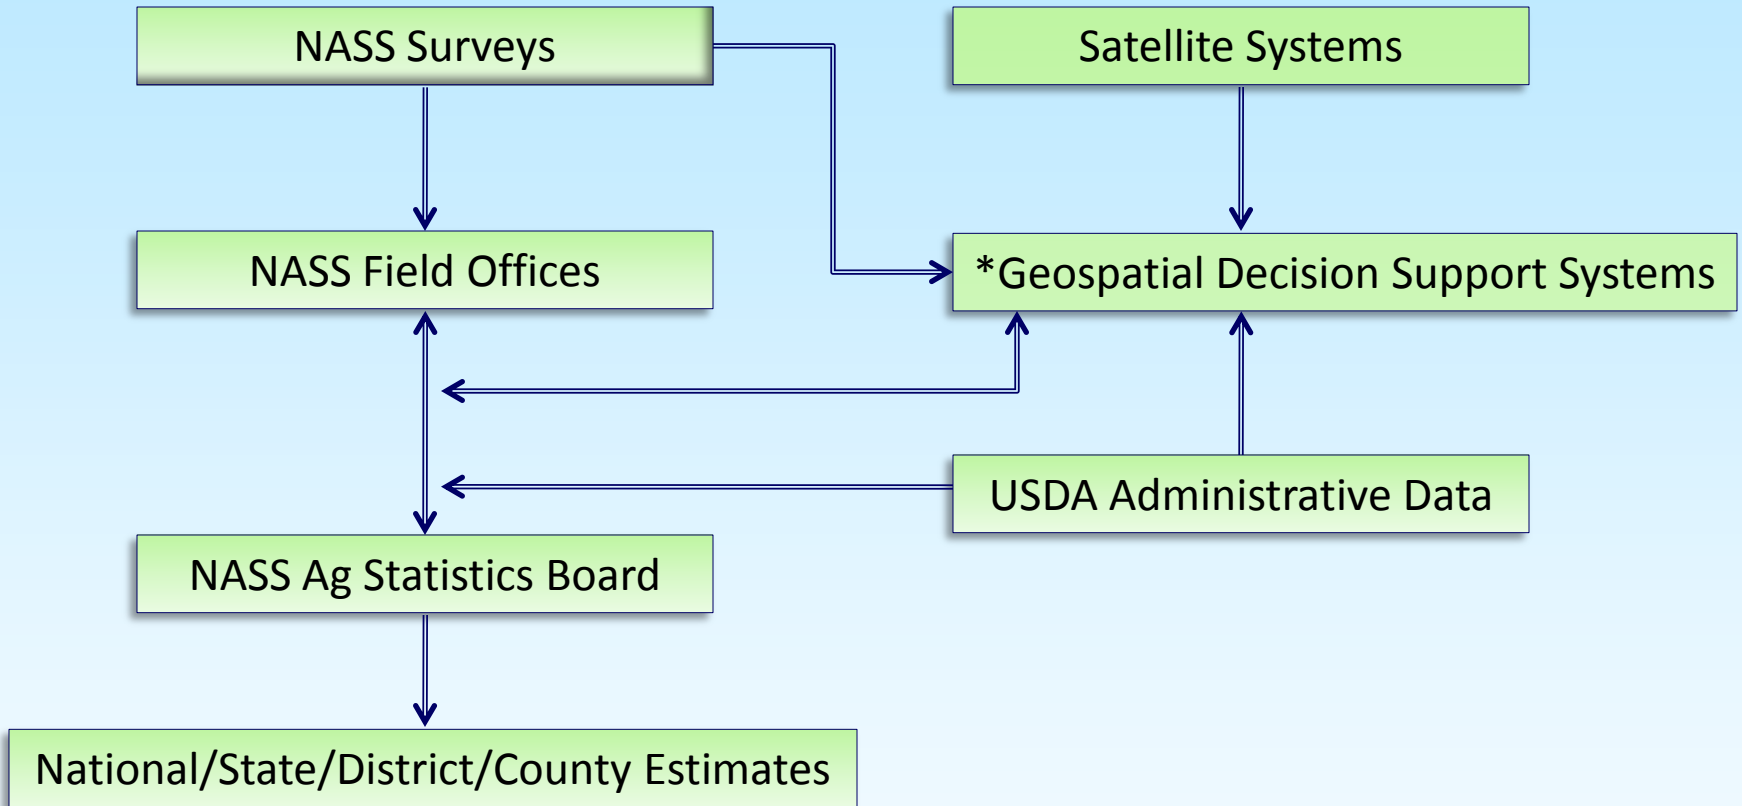 NASS Surveys
Satellite Systems
NASS Field Offices
*Geospatial Decision Support Systems
USDA Administrative Data
NASS Ag Statistics Board
National/State/District/County Estimates